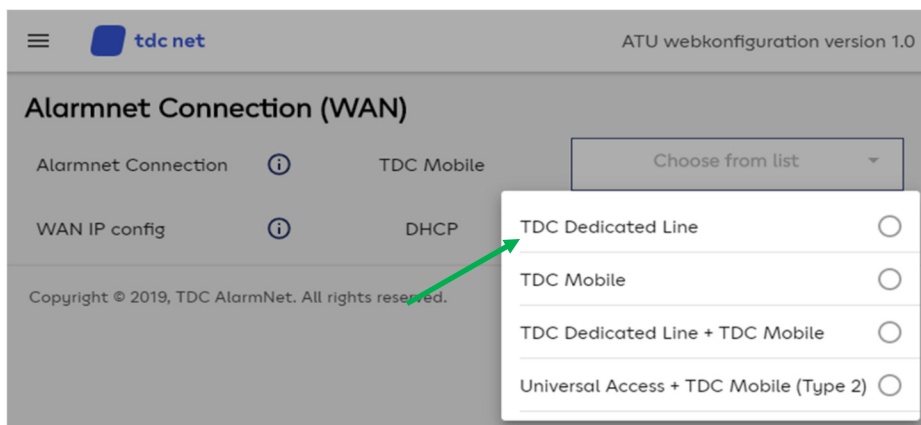 tdc net
ATU webkonfiguration version 1.0
Alarmnet Connection (WAN)
Alarmnet Connection TDC Mobile Choose from list
WAN IP config DHCP
TDC Dedicated Line
TDC Mobile
TDC Dedicated Line + TDC Mobile
Universal Access + TDC Mobile (Type 2)
Copyright © 2019, TDC AlarmNet. All rights reserved.